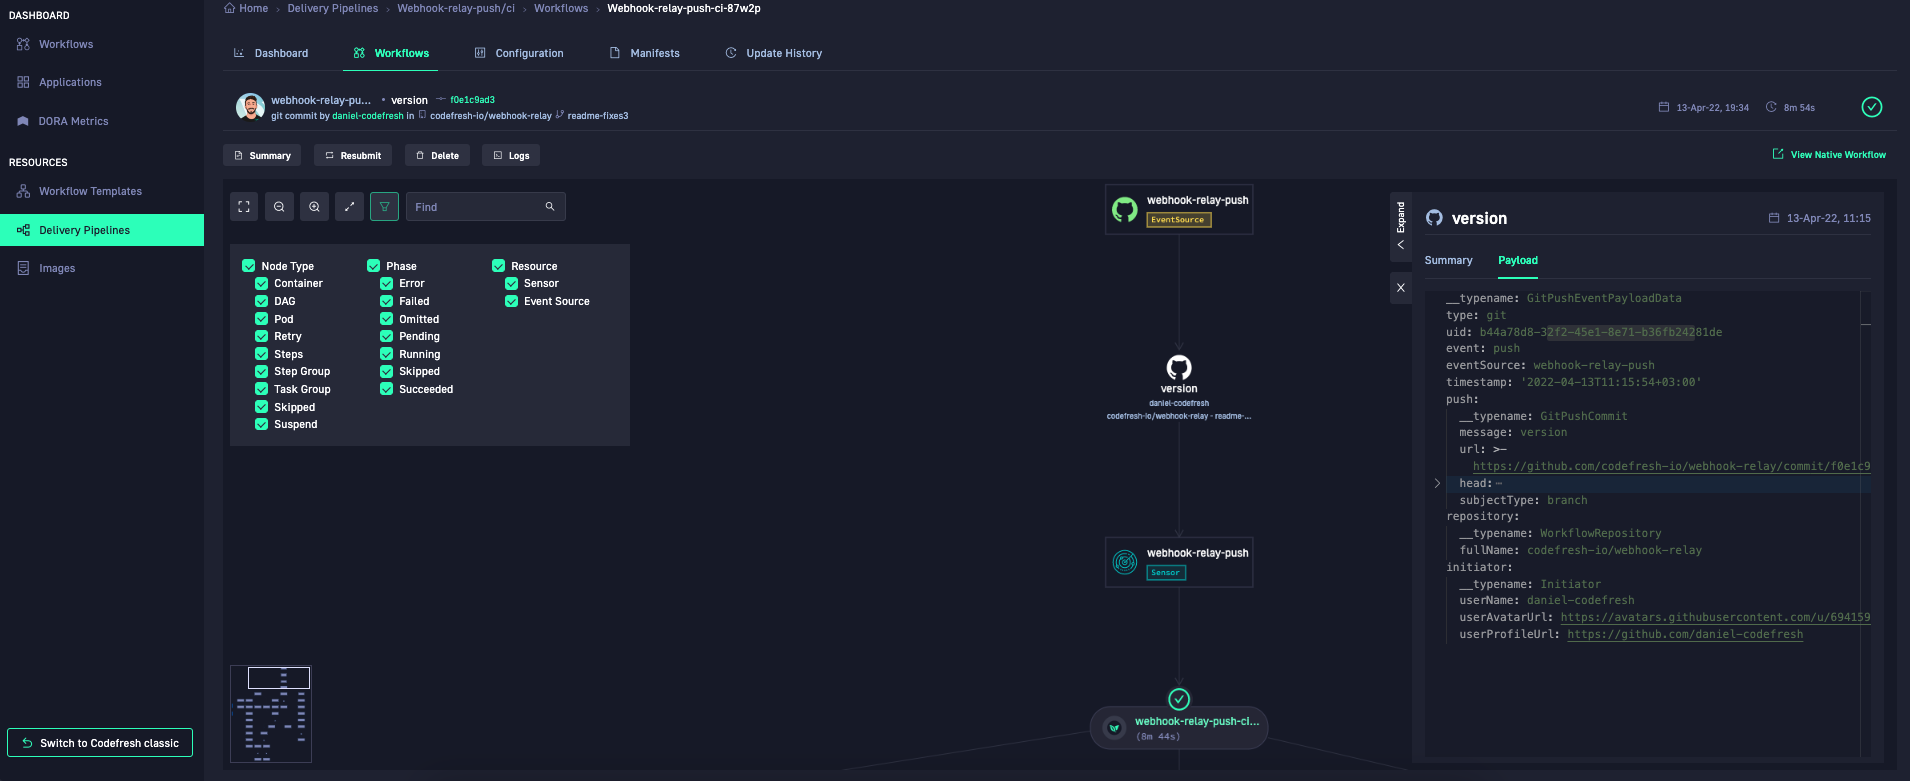 DASHBOARD
Workflows
Applications
DORA Metrics
RESOURCES
Workflow Templates
Delivery Pipelines
Images
Switch to Codefresh classic
Home > Delivery Pipelines > Webhook-relay-push/ci > Workflows > Webhook-relay-push-ci-87w2p
Dashboard Workflows Configuration Manifests Update History
webhook-relay-pu... • version f0e1c9ad3
git commit by daniel-codefresh in codefresh-io/webhook-relay readme-fixes3
13-Apr-22, 19:34 8m 54s
Summary Resubmit Delete Logs
View Native Workflow
Find
Node Type
Container
DAG
Pod
Retry
Steps
Step Group
Task Group
Skipped
Suspend
Phase
Error
Failed
Omitted
Pending
Running
Skipped
Succeeded
Resource
Sensor
Event Source
webhook-relay-push
EventSource
version
daniel-codefresh
codefresh-io/webhook-relay - readme-...
webhook-relay-push
Sensor
webhook-relay-push-ci...
(8m 44s)
Expand
version
13-Apr-22, 11:15
Summary Payload
__typename: GitPushEventPayloadData
type: git
uid: b44a78d8-32f2-45e1-8e71-b36fb24281de
event: push
eventSource: webhook-relay-push
timestamp: '2022-04-13T11:15:54+03:00'
push:
__typename: GitPushCommit
message: version
url: >-
https://github.com/codefresh-io/webhook-relay/commit/f0e1c9
head:⋯
subjectType: branch
repository:
__typename: WorkflowRepository
fullName: codefresh-io/webhook-relay
initiator:
__typename: Initiator
userName: daniel-codefresh
userAvatarUrl: https://avatars.githubusercontent.com/u/694159
userProfileUrl: https://github.com/daniel-codefresh